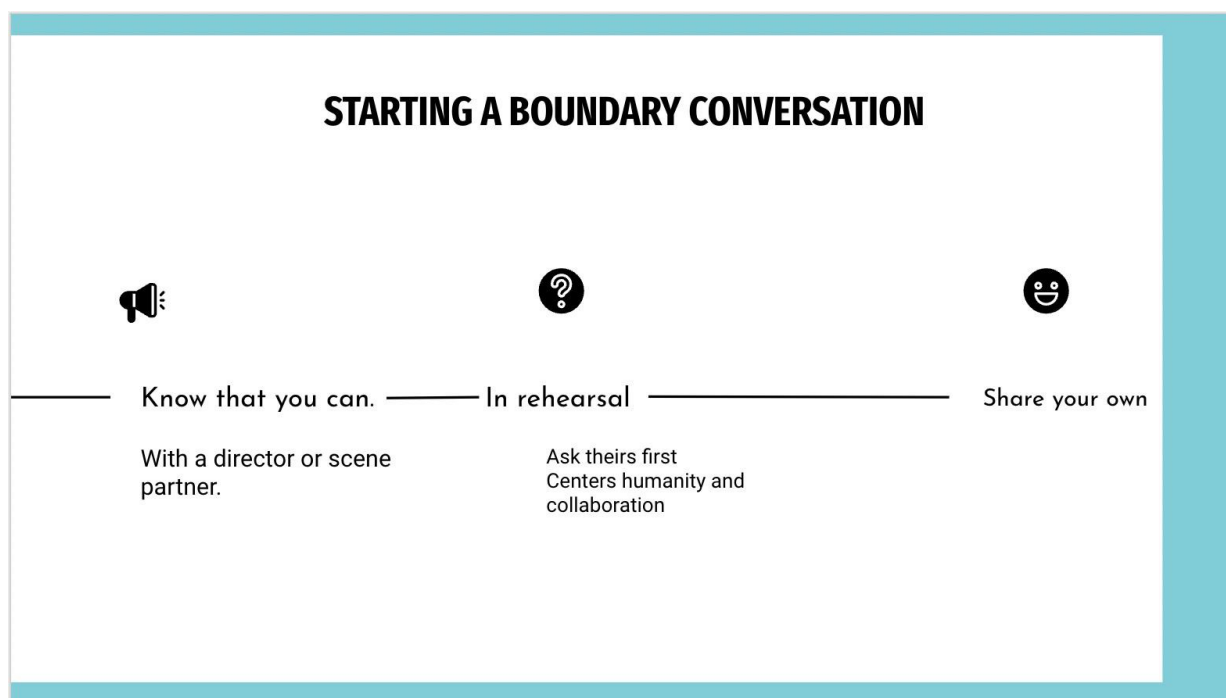 STARTING A BOUNDARY CONVERSATION
Know that you can.
With a director or scene
partner.
In rehearsal
Ask theirs first
Centers humanity and
collaboration
Share your own